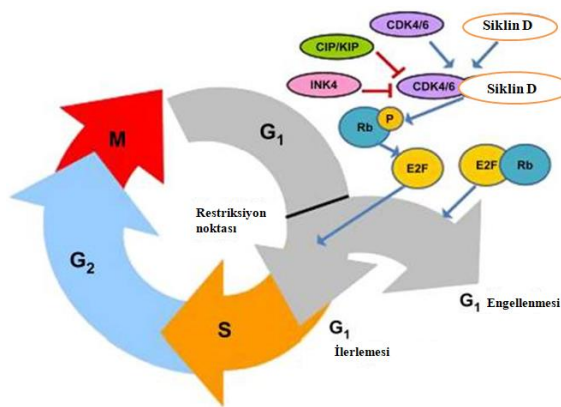 CDK4/6
Siklin D
CIP/KIP
INK4
CDK4/6
Siklin D
P
Rb
E2F
E2F
Rb
M
G₁
Restriksiyon
noktası
G₂
S
G₁
İlerlemesi
G₁ Engellenmesi